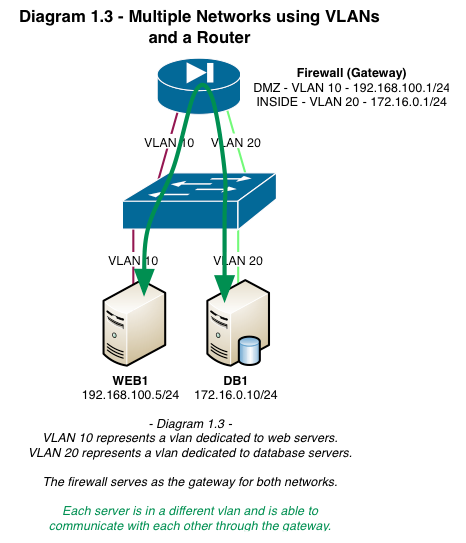 Diagram 1.3 - Multiple Networks using VLANs
and a Router
Firewall (Gateway)
DMZ - VLAN 10 - 192.168.100.1/24
INSIDE - VLAN 20 - 172.16.0.1/24
VLAN 10
VLAN 20
VLAN 10
VLAN 20
WEB1
192.168.100.5/24
DB1
172.16.0.10/24
- Diagram 1.3 -
VLAN 10 represents a vlan dedicated to web servers.
VLAN 20 represents a vlan dedicated to database servers.
The firewall serves as the gateway for both networks.
Each server is in a different vlan and is able to
communicate with each other through the gateway.